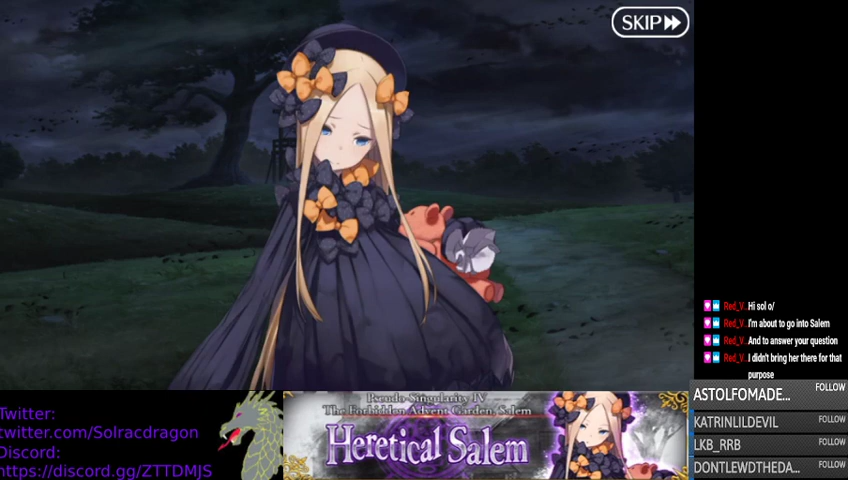 SKIP
Hi sol o/
Red_V..
I'm about to go into Salem
Red_V..
And to answer your question
Red_V..
I didn't bring her there for that
Red_V..
purpose
FOLLOW
ASTOLFOMADE...
KATRINLILDEVIL FOLLOW
LKB_RRB FOLLOW
DONTLEWDTHEDA... FOLLOW
Twitter:
twitter.com/Solracdragon
Discord:
https://discord.gg/ZTTDMJS
Pseudo Singularity IV
The Forbidden Advent Garden, Salem
Heretical Salem